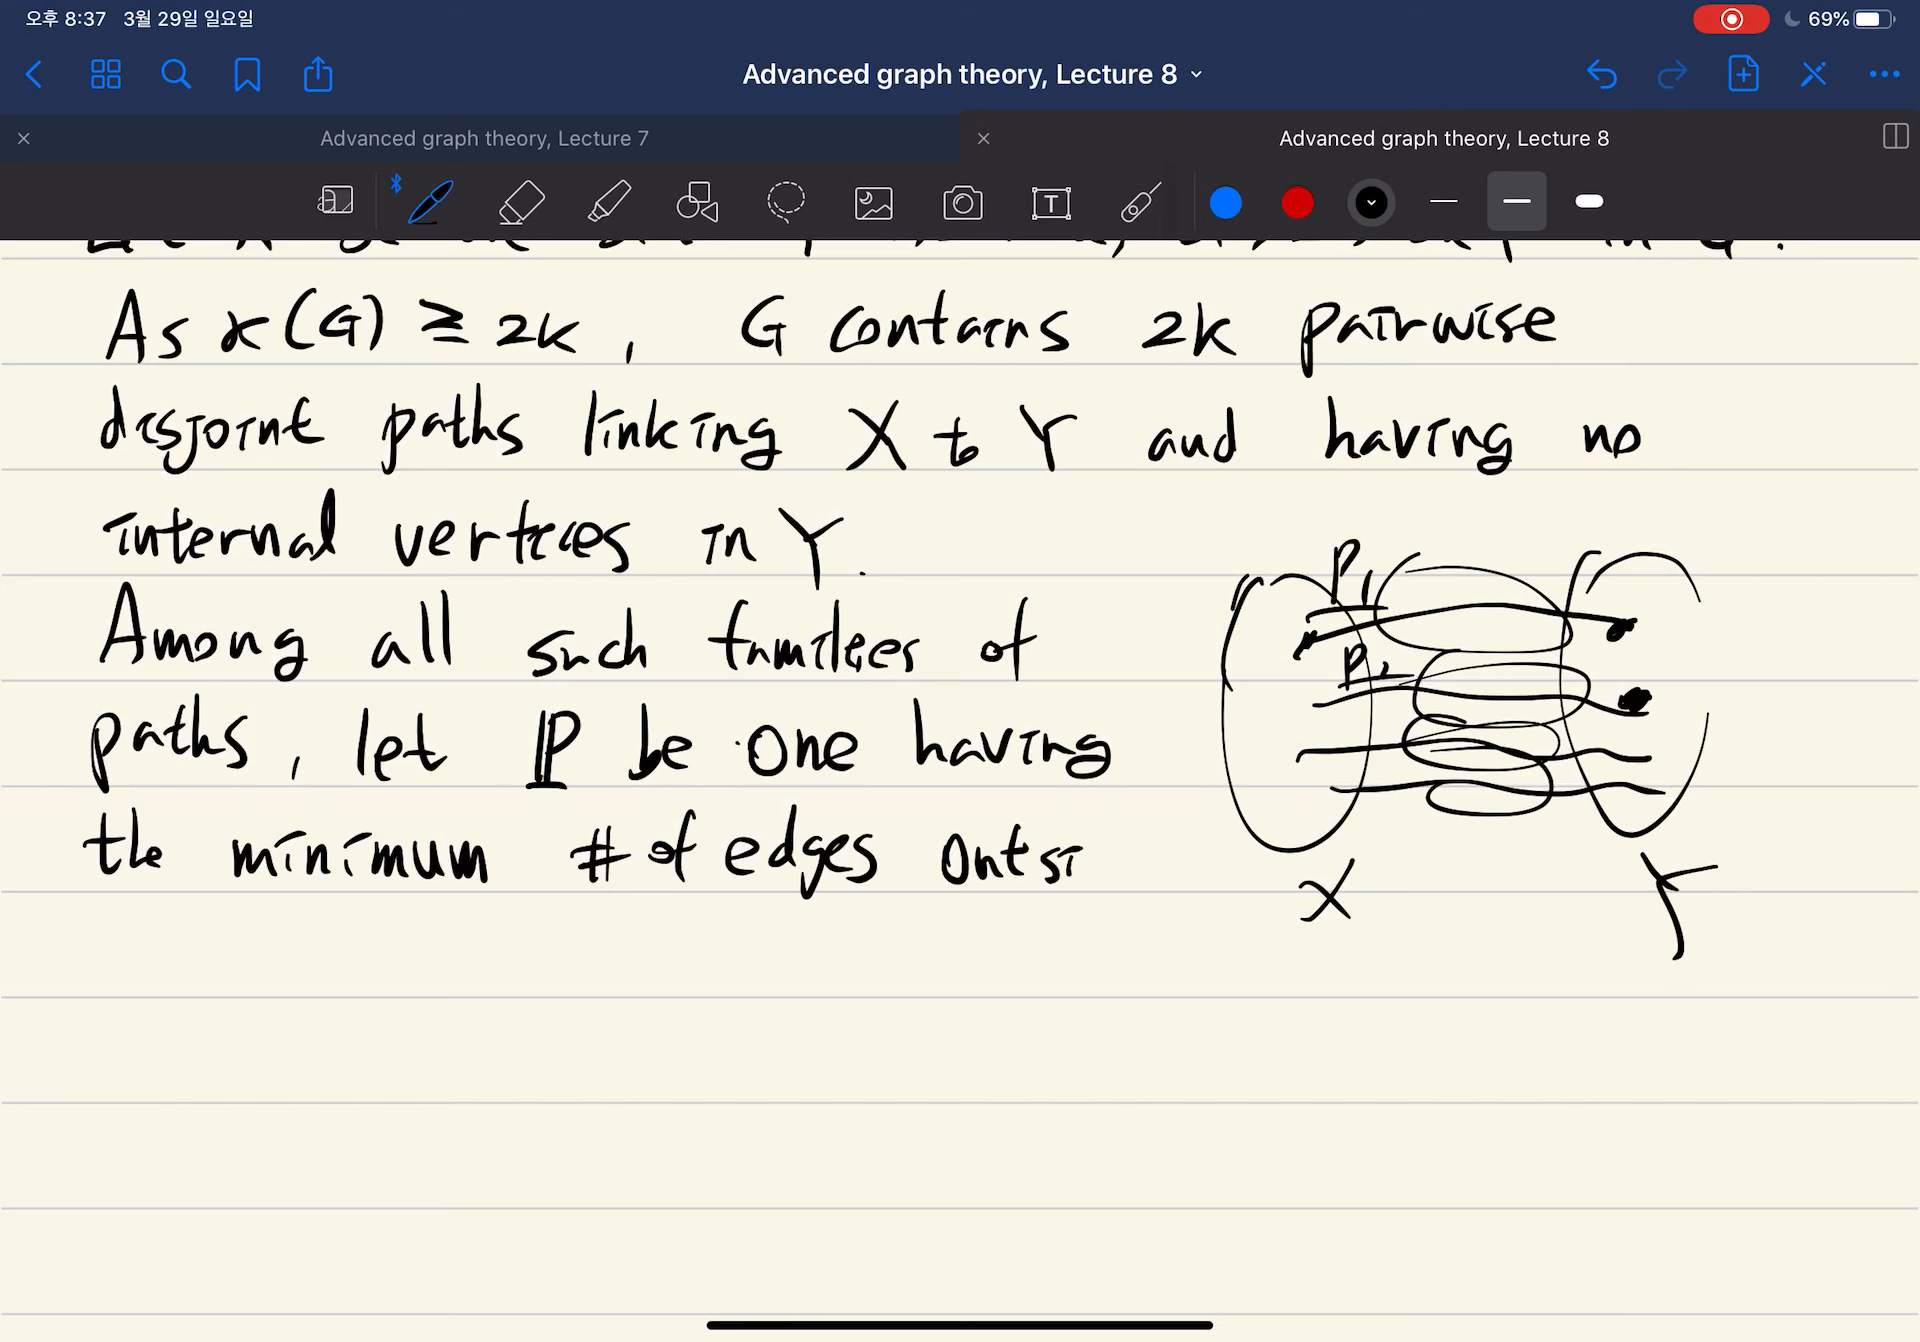 오후 8:37 3월 29일 일요일
69%
Advanced graph theory, Lecture 8
Advanced graph theory, Lecture 7
Advanced graph theory, Lecture 8
As κ(G) ≥ 2k, G contains 2k pairwise
disjoint paths linking X to Y and having no
internal vertices in Y.
Among all such families of
paths, let ℙ be one having
the minimum # of edges outsi
P1
P2
X
Y